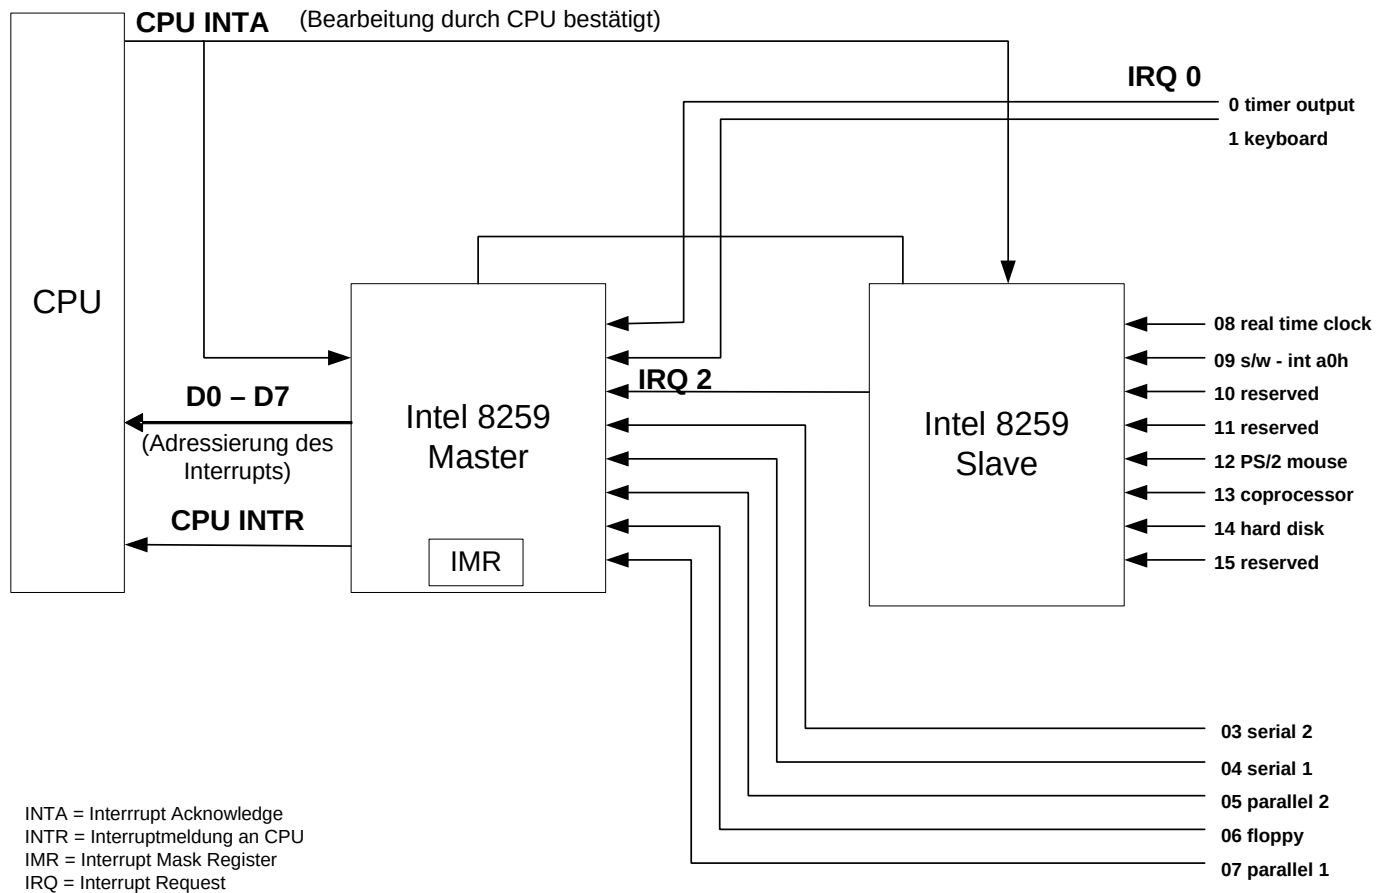 CPU INTA (Bearbeitung durch CPU bestätigt)
IRQ 0
0 timer output
1 keyboard
CPU
D0 – D7
(Adressierung des
Interrupts)
CPU INTR
Intel 8259
Master
IMR
IRQ 2
Intel 8259
Slave
08 real time clock
09 s/w - int a0h
10 reserved
11 reserved
12 PS/2 mouse
13 coprocessor
14 hard disk
15 reserved
03 serial 2
04 serial 1
05 parallel 2
06 floppy
07 parallel 1
INTA = Interrrupt Acknowledge
INTR = Interruptmeldung an CPU
IMR = Interrupt Mask Register
IRQ = Interrupt Request